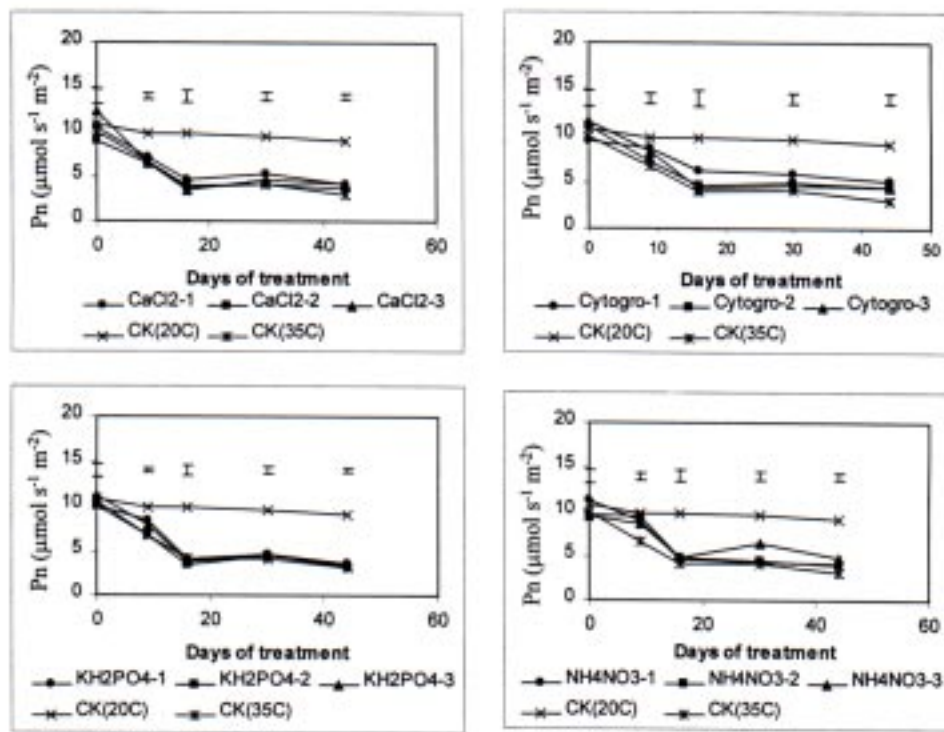 20
15
10
5
0
Pn (µmol s⁻¹ m⁻²)
0 20 40 60
Days of treatment
CaCl2-1 CaCl2-2 CaCl2-3
CK(20C) CK(35C)
20
15
10
5
0
Pn (µmol s⁻¹ m⁻²)
0 10 20 30 40 50
Days of treatment
Cytogro-1 Cytogro-2 Cytogro-3
CK(20C) CK(35C)
20
15
10
5
0
Pn (µmol s⁻¹ m⁻²)
0 20 40 60
Days of treatment
KH2PO4-1 KH2PO4-2 KH2PO4-3
CK(20C) CK(35C)
20
15
10
5
0
Pn (µmol s⁻¹ m⁻²)
0 20 40 60
Days of treatment
NH4NO3-1 NH4NO3-2 NH4NO3-3
CK(20C) CK(35C)